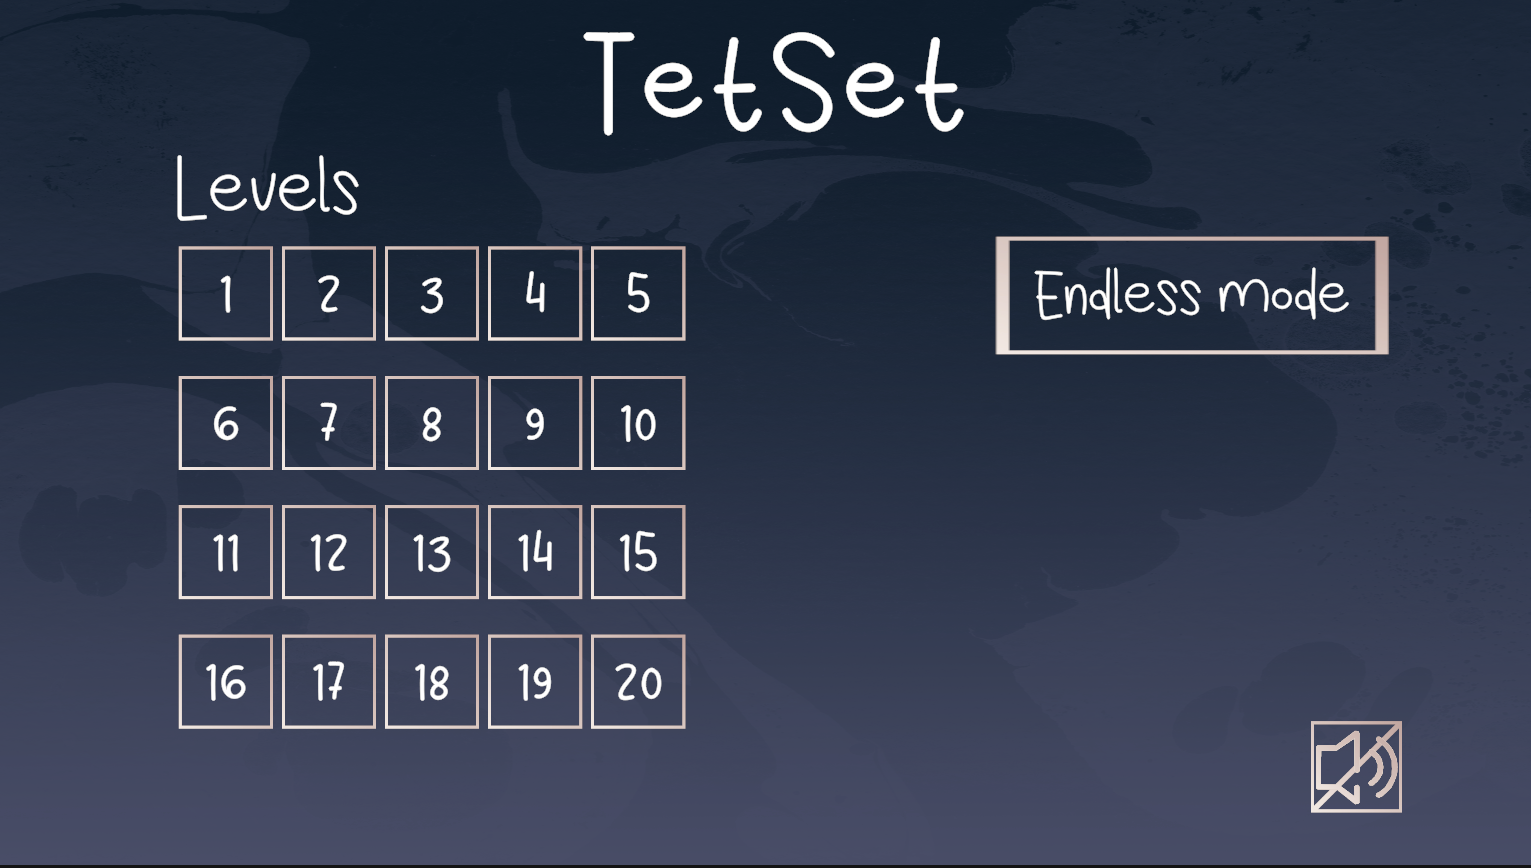 TetSet
Levels
1 2 3 4 5
Endless mode
6 7 8 9 10
11 12 13 14 15
16 17 18 19 20